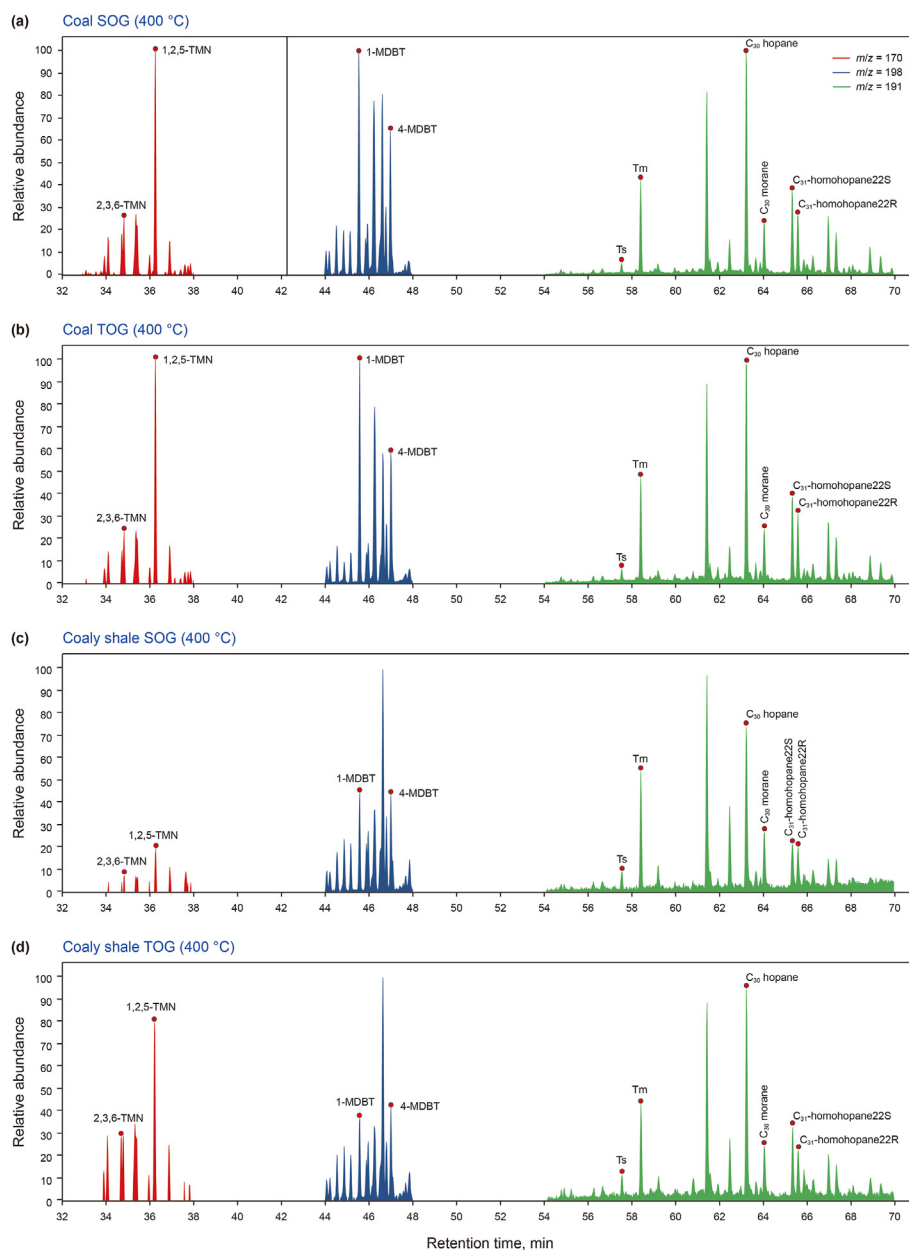 (a) Coal SOG (400 °C)
1,2,5-TMN
1-MDBT
C₃₀ hopane
m/z = 170
m/z = 198
m/z = 191
4-MDBT
2,3,6-TMN
Tm
C₃₀ morane
C₃₁-homohopane22S
C₃₁-homohopane22R
Ts
Relative abundance
100
90
80
70
60
50
40
30
20
10
0
32 34 36 38 40 42 44 46 48 50 52 54 56 58 60 62 64 66 68 70
(b) Coal TOG (400 °C)
1,2,5-TMN
1-MDBT
C₃₀ hopane
4-MDBT
2,3,6-TMN
Tm
C₃₀ morane
C₃₁-homohopane22S
C₃₁-homohopane22R
Ts
Relative abundance
100
90
80
70
60
50
40
30
20
10
0
32 34 36 38 40 42 44 46 48 50 52 54 56 58 60 62 64 66 68 70
(c) Coaly shale SOG (400 °C)
C₃₀ hopane
1-MDBT
4-MDBT
1,2,5-TMN
2,3,6-TMN
Tm
C₃₀ morane
C₃₁-homohopane22S
C₃₁-homohopane22R
Ts
Relative abundance
100
90
80
70
60
50
40
30
20
10
0
32 34 36 38 40 42 44 46 48 50 52 54 56 58 60 62 64 66 68 70
(d) Coaly shale TOG (400 °C)
C₃₀ hopane
1,2,5-TMN
2,3,6-TMN
1-MDBT
4-MDBT
Tm
C₃₀ morane
C₃₁-homohopane22S
C₃₁-homohopane22R
Ts
Relative abundance
100
90
80
70
60
50
40
30
20
10
0
32 34 36 38 40 42 44 46 48 50 52 54 56 58 60 62 64 66 68 70
Retention time, min